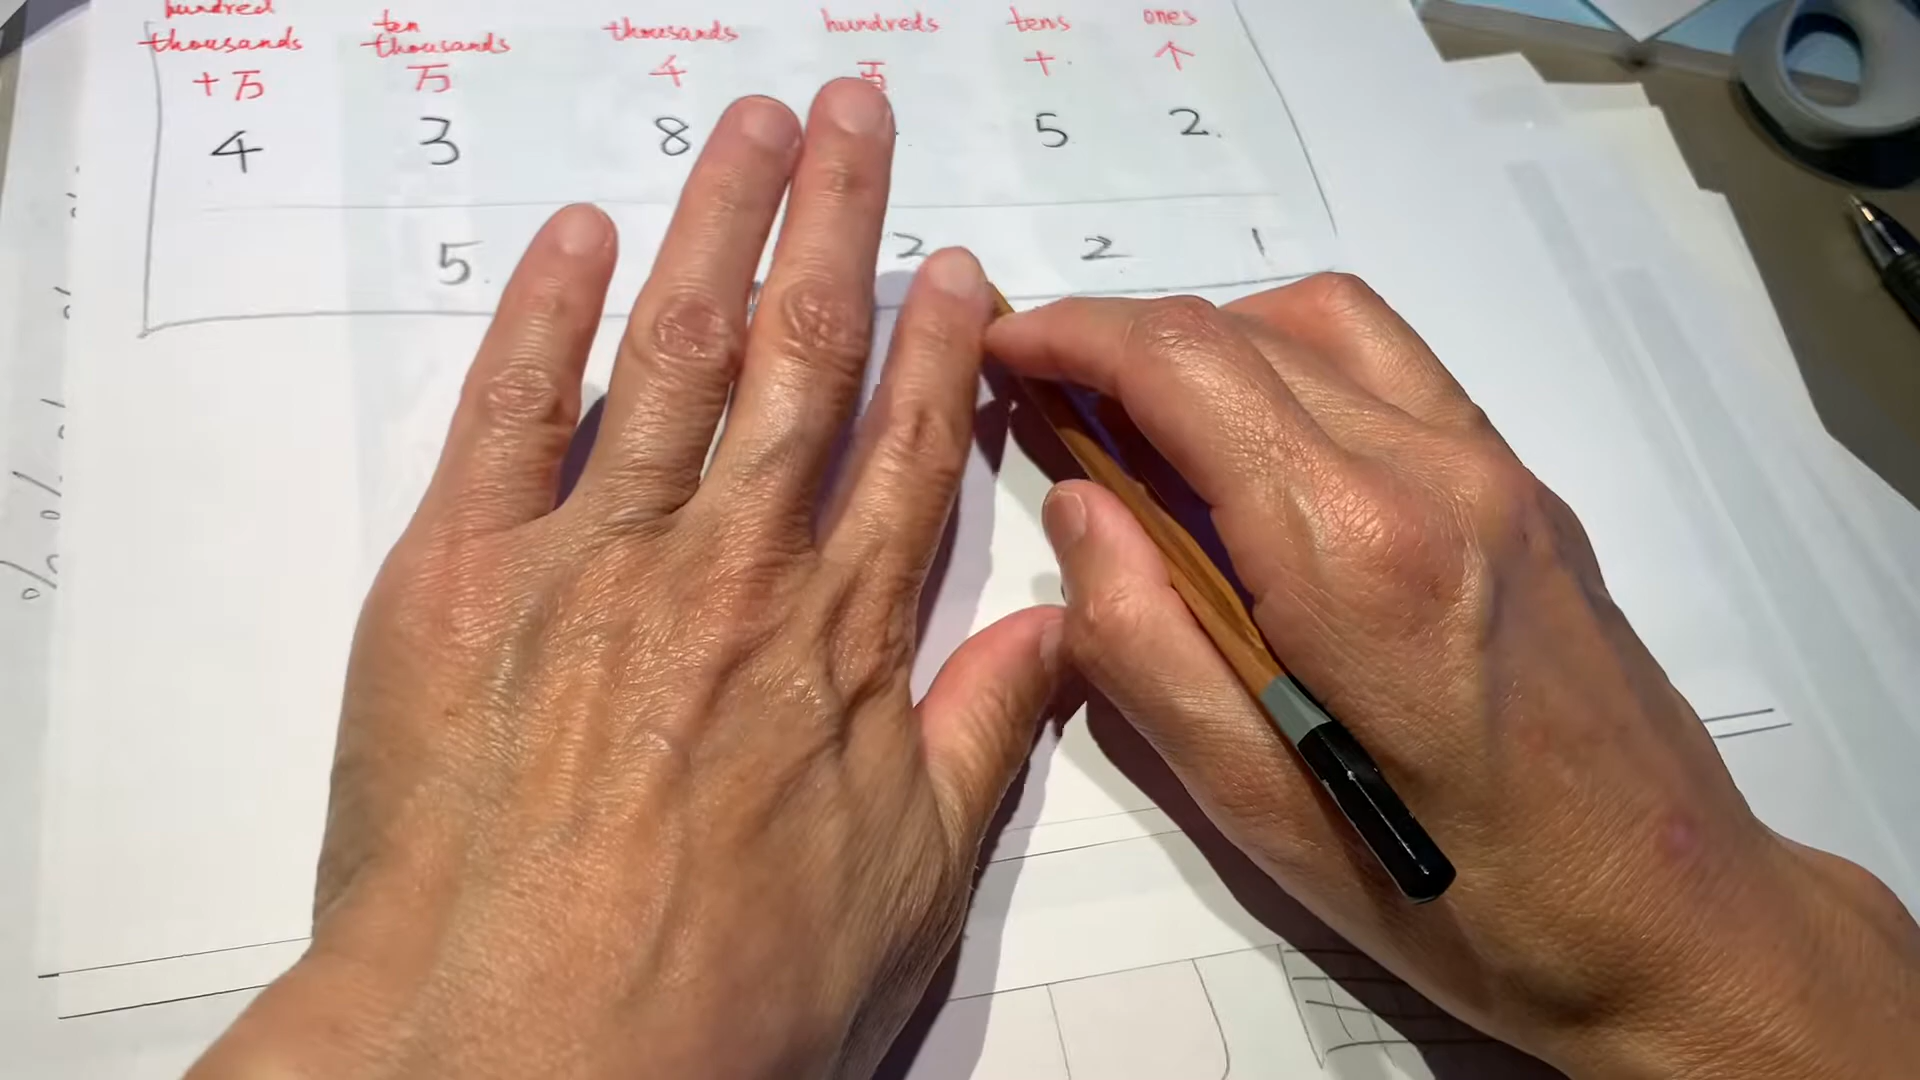 hundred ten
thousands thousands thousands hundreds tens ones
十万 万 千 百 十 个
4 3 8 5 2
5 2 2 1